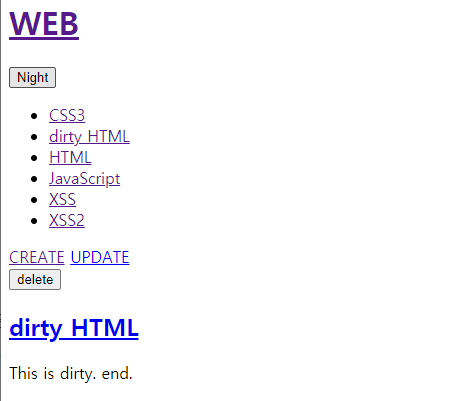 WEB
Night
CSS3
dirty HTML
HTML
JavaScript
XSS
XSS2
CREATE UPDATE
delete
dirty HTML
This is dirty. end.